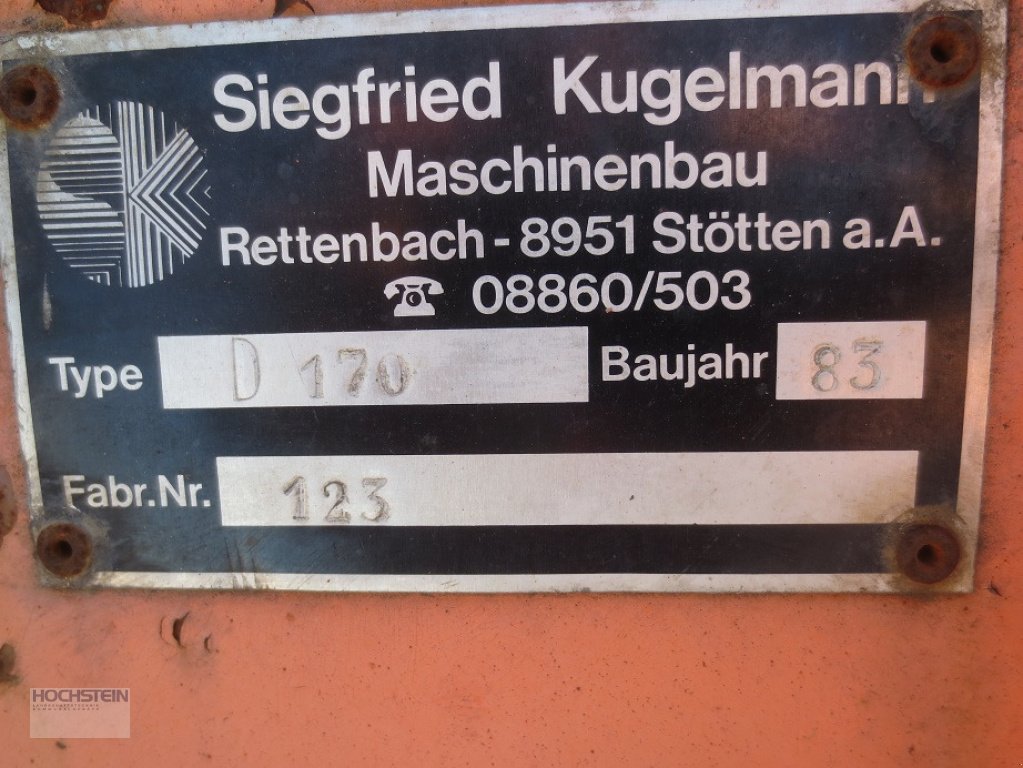 Siegfried Kugelmann
Maschinenbau
Rettenbach - 8951 Stötten a. A.
☎ 08860/503
Type D 170 Baujahr 83
Fabr.Nr. 123
HOCHSTEIN